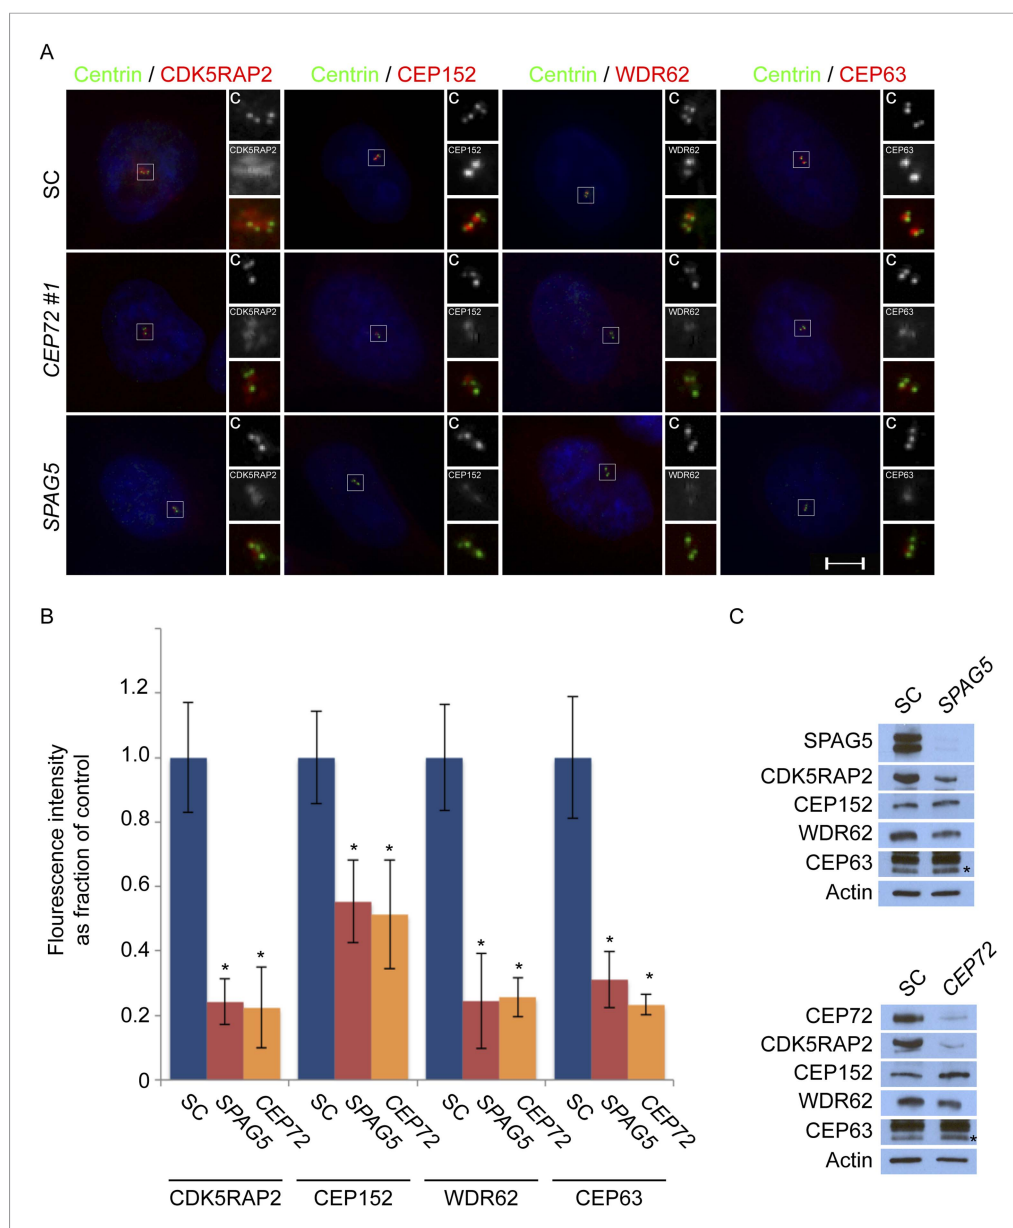 A
Centrin / CDK5RAP2
Centrin / CEP152
Centrin / WDR62
Centrin / CEP63
SC
C
CDK5RAP2
C
CEP152
C
WDR62
C
CEP63
CEP72 #1
C
CDK5RAP2
C
CEP152
C
WDR62
C
CEP63
SPAG5
C
CDK5RAP2
C
CEP152
C
WDR62
C
CEP63
B
Flourescence intensity
as fraction of control
1.2
1.0
0.8
0.6
0.4
0.2
0
* * * * * * * *
SC SPAG5 CEP72 SC SPAG5 CEP72 SC SPAG5 CEP72 SC SPAG5 CEP72
CDK5RAP2 CEP152 WDR62 CEP63
C
SC SPAG5
SPAG5
CDK5RAP2
CEP152
WDR62
CEP63 *
Actin
SC CEP72
CEP72
CDK5RAP2
CEP152
WDR62
CEP63 *
Actin